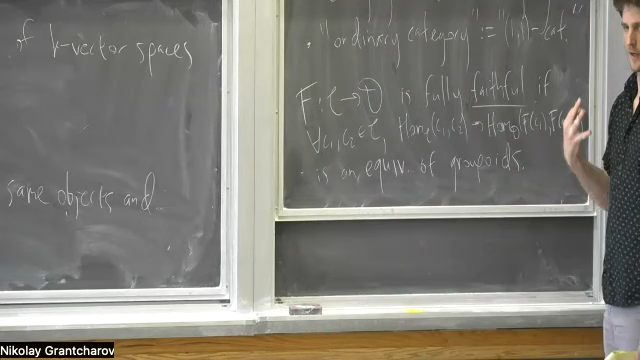 of k-vector spaces
same objects and
• "ordinary category" := "(1,1)-cat."
F: C → D is fully faithful if
∀c₁,c₂ ∈ C, Hom_C(c₁,c₂) → Hom_D(F(c₁),F(
is an equiv. of groupoids.
Nikolay Grantcharov